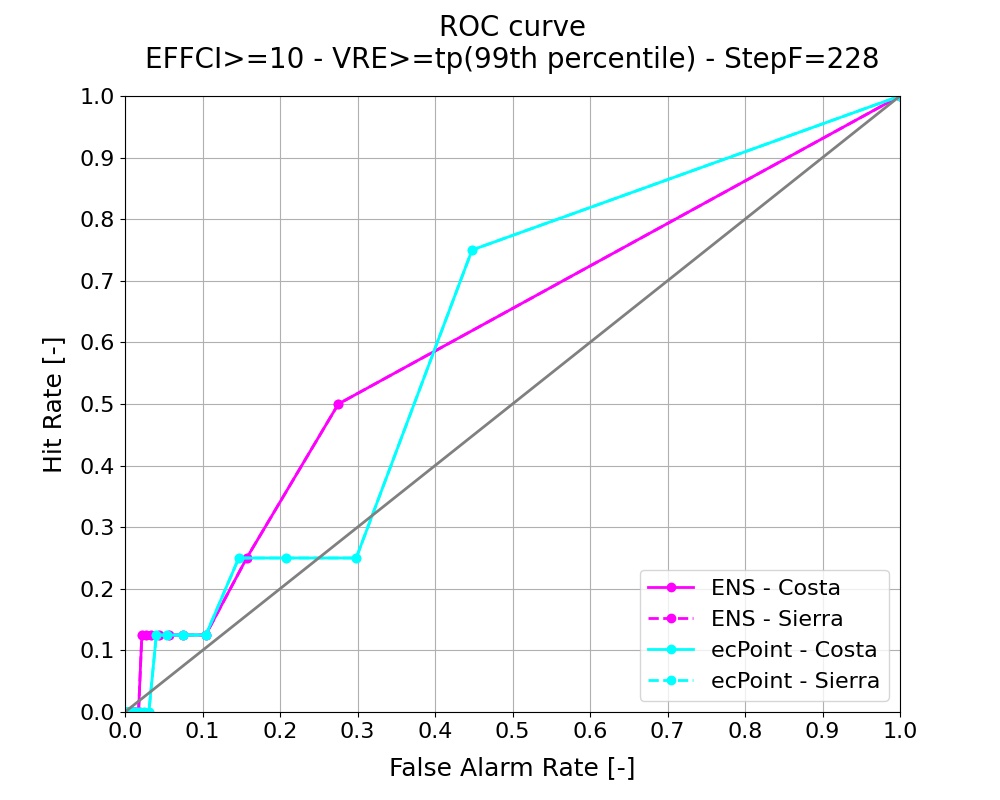 ROC curve
EFFCI>=10 - VRE>=tp(99th percentile) - StepF=228
1.0
0.9
0.8
0.7
0.6
0.5
0.4
0.3
0.2
0.1
0.0
Hit Rate [-]
ENS - Costa
ENS - Sierra
ecPoint - Costa
ecPoint - Sierra
0.0 0.1 0.2 0.3 0.4 0.5 0.6 0.7 0.8 0.9 1.0
False Alarm Rate [-]